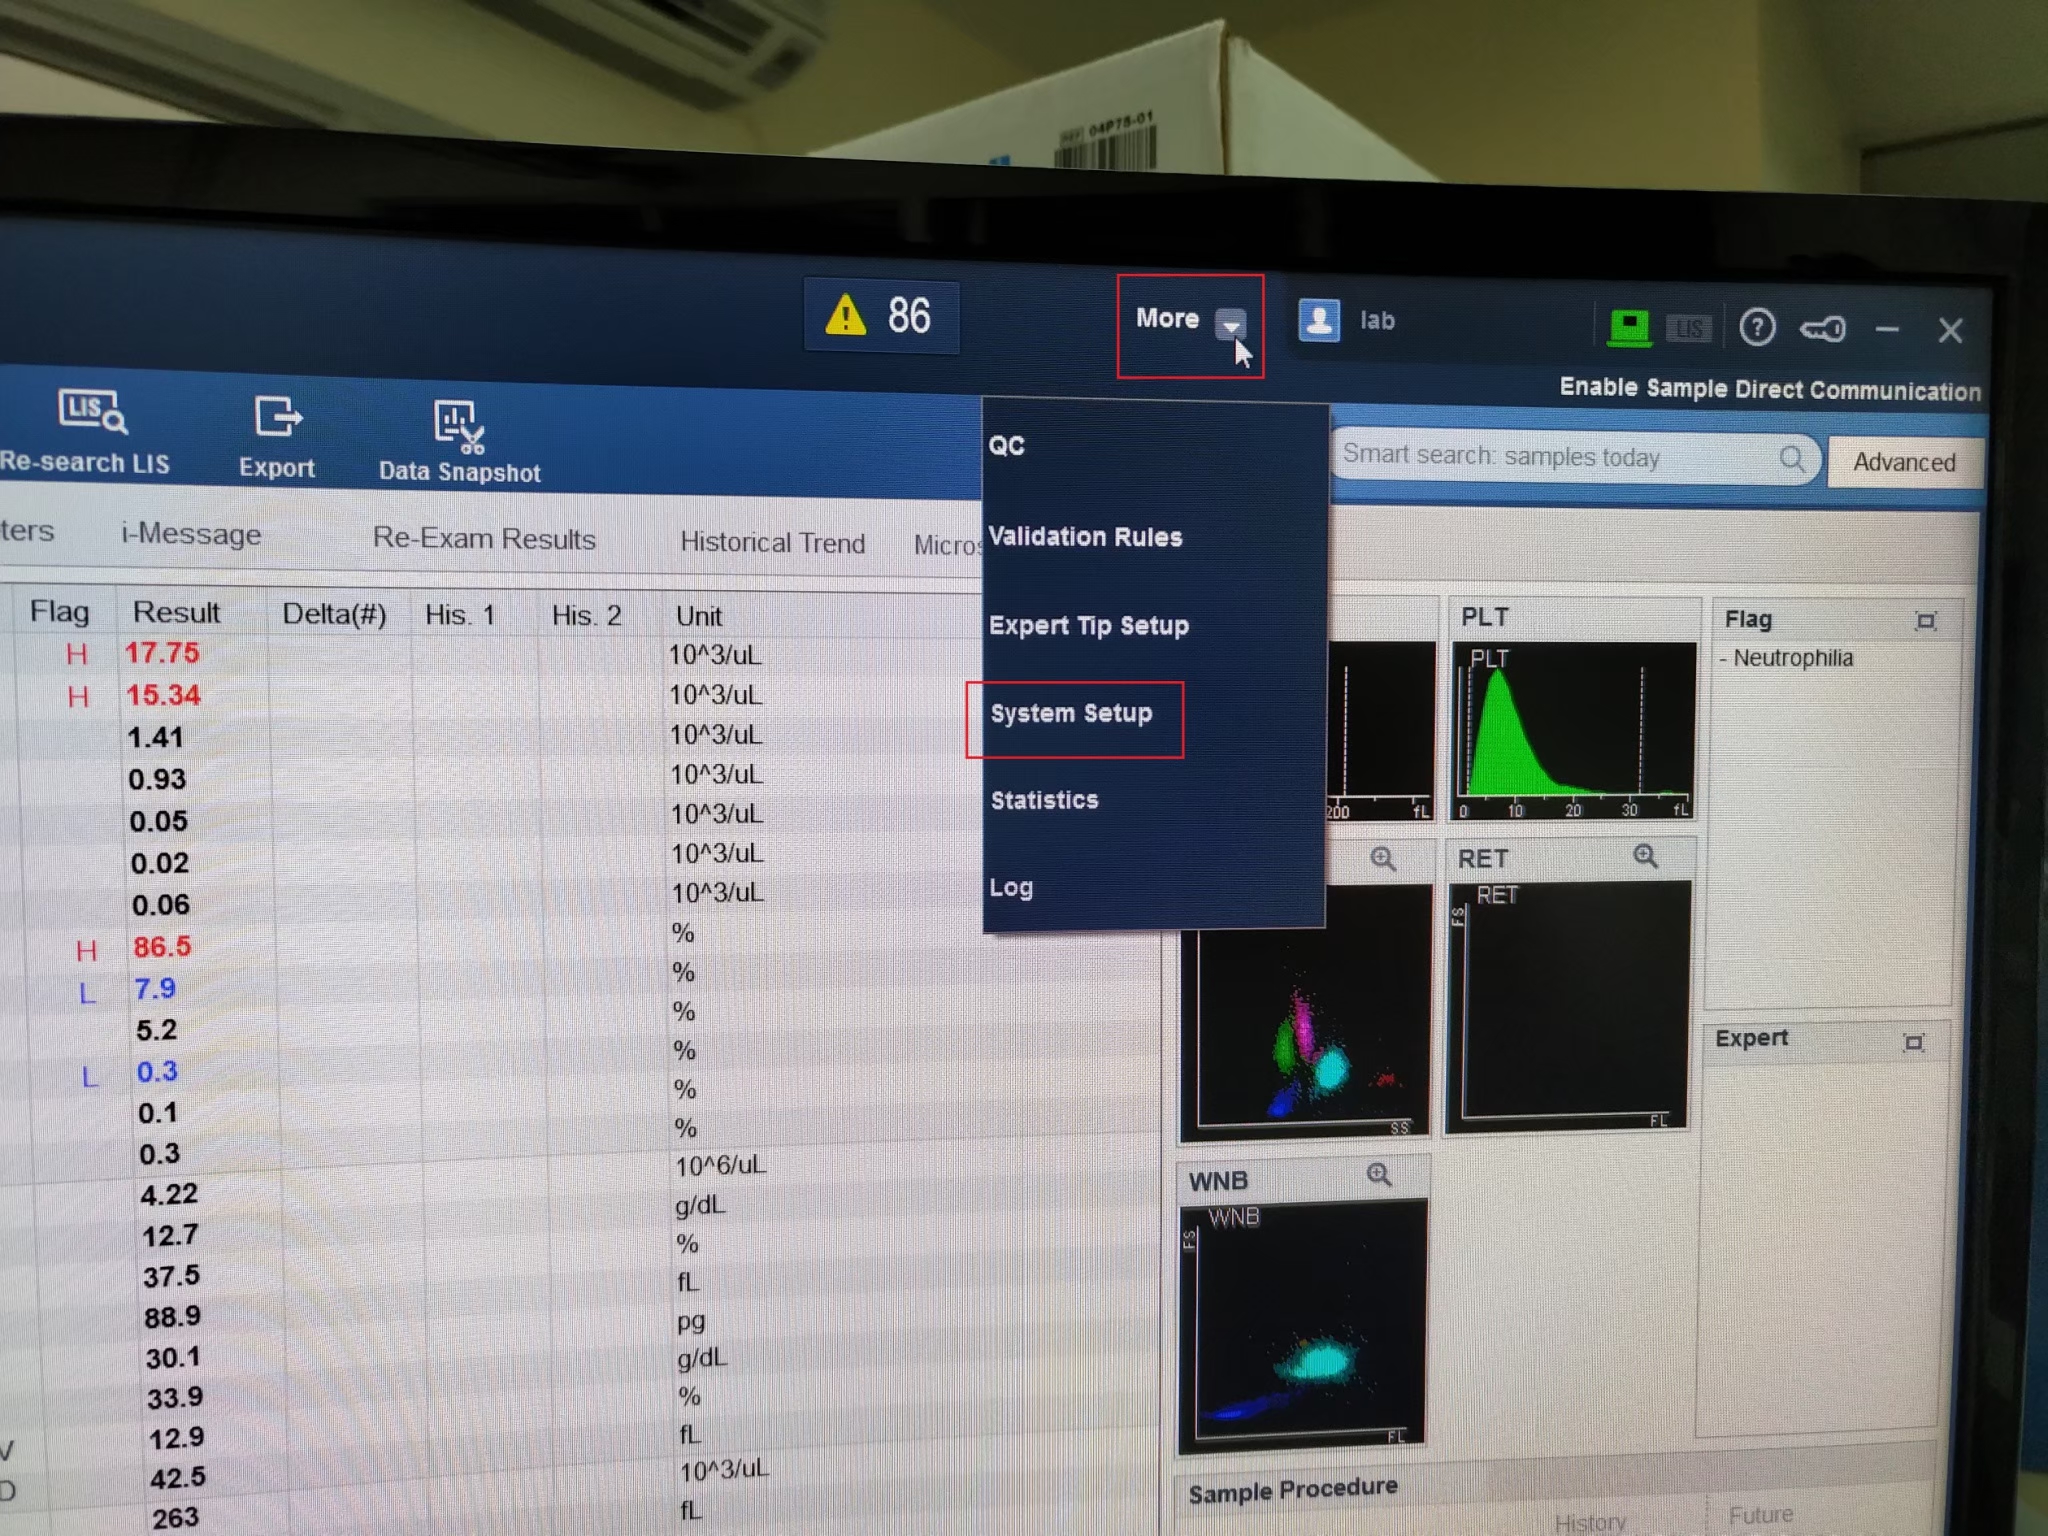 REF 04P75-01
86
More
lab
LIS
?
Enable Sample Direct Communication
LIS
Re-search LIS
Export
Data Snapshot
Smart search: samples today
Advanced
QC
Validation Rules
Expert Tip Setup
System Setup
Statistics
Log
ters
i-Message
Re-Exam Results
Historical Trend
Micros
Flag Result Delta(#) His. 1 His. 2 Unit
H 17.75 10^3/uL
H 15.34 10^3/uL
1.41 10^3/uL
0.93 10^3/uL
0.05 10^3/uL
0.02 10^3/uL
0.06 10^3/uL
H 86.5 %
L 7.9 %
5.2 %
L 0.3 %
0.1 %
0.3 %
4.22 10^6/uL
12.7 g/dL
37.5 %
88.9 fL
30.1 pg
33.9 g/dL
12.9 %
V 42.5 fL
D 263 10^3/uL
fL
200 fL
PLT
PLT
0 10 20 30 fL
Flag
- Neutrophilia
SS
RET
RET
FS
FL
Expert
WNB
WNB
FS
FL
Sample Procedure
History
Future